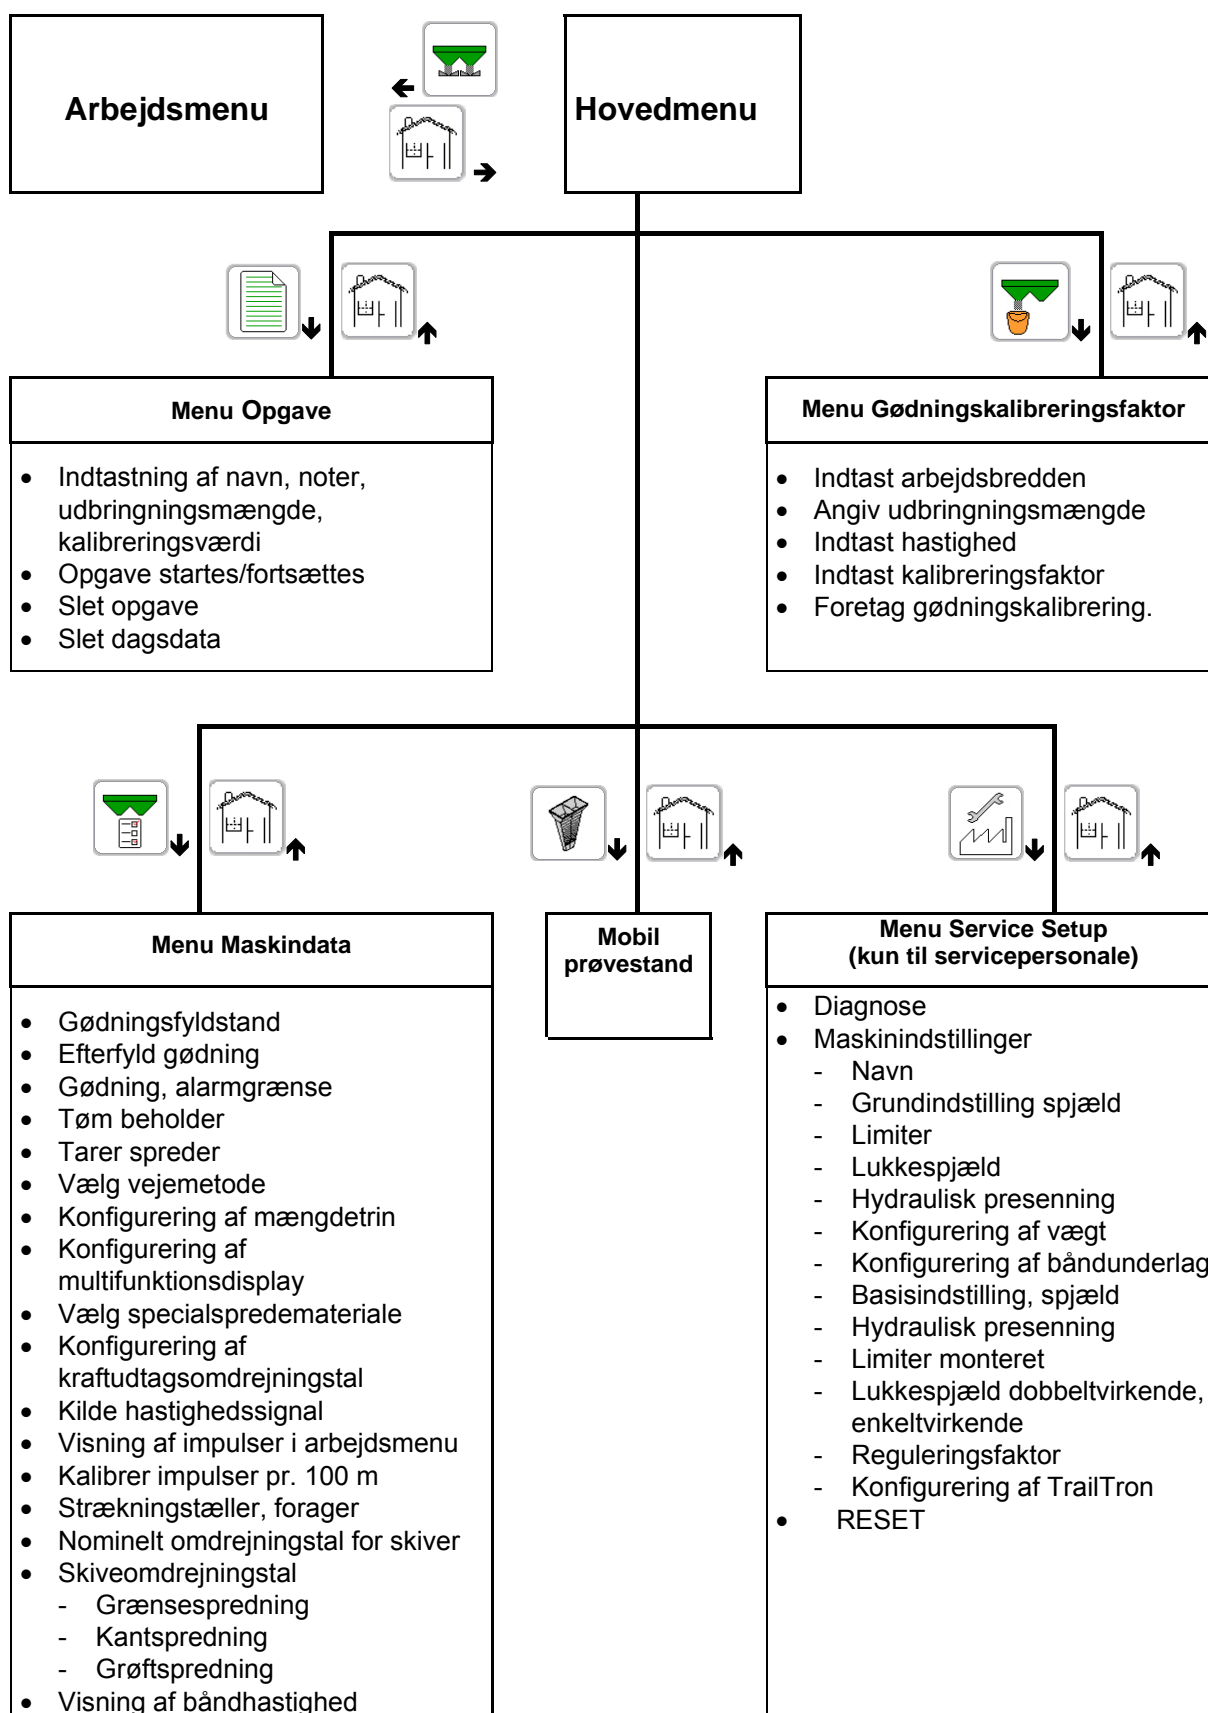 Arbejdsmenu
Hovedmenu
Menu Opgave
• Indtastning af navn, noter,
udbringningsmængde,
kalibreringsværdi
• Opgave startes/fortsættes
• Slet opgave
• Slet dagsdata
Menu Gødningskalibreringsfaktor
• Indtast arbejdsbredden
• Angiv udbringningsmængde
• Indtast hastighed
• Indtast kalibreringsfaktor
• Foretag gødningskalibrering.
Menu Maskindata
• Gødningsfyldstand
• Efterfyld gødning
• Gødning, alarmgrænse
• Tøm beholder
• Tarer spreder
• Vælg vejemetode
• Konfigurering af mængdetrin
• Konfigurering af
multifunktionsdisplay
• Vælg specialspredemateriale
• Konfigurering af
kraftudtagsomdrejningstal
• Kilde hastighedssignal
• Visning af impulser i arbejdsmenu
• Kalibrer impulser pr. 100 m
• Strækningstæller, forager
• Nominelt omdrejningstal for skiver
• Skiveomdrejningstal
- Grænsespredning
- Kantspredning
- Grøftspredning
• Visning af båndhastighed
Mobil
prøvestand
Menu Service Setup
(kun til servicepersonale)
• Diagnose
• Maskinindstillinger
- Navn
- Grundindstilling spjæld
- Limiter
- Lukkespjæld
- Hydraulisk presenning
- Konfigurering af vægt
- Konfigurering af båndunderlag
- Basisindstilling, spjæld
- Hydraulisk presenning
- Limiter monteret
- Lukkespjæld dobbeltvirkende,
enkeltvirkende
- Reguleringsfaktor
- Konfigurering af TrailTron
• RESET